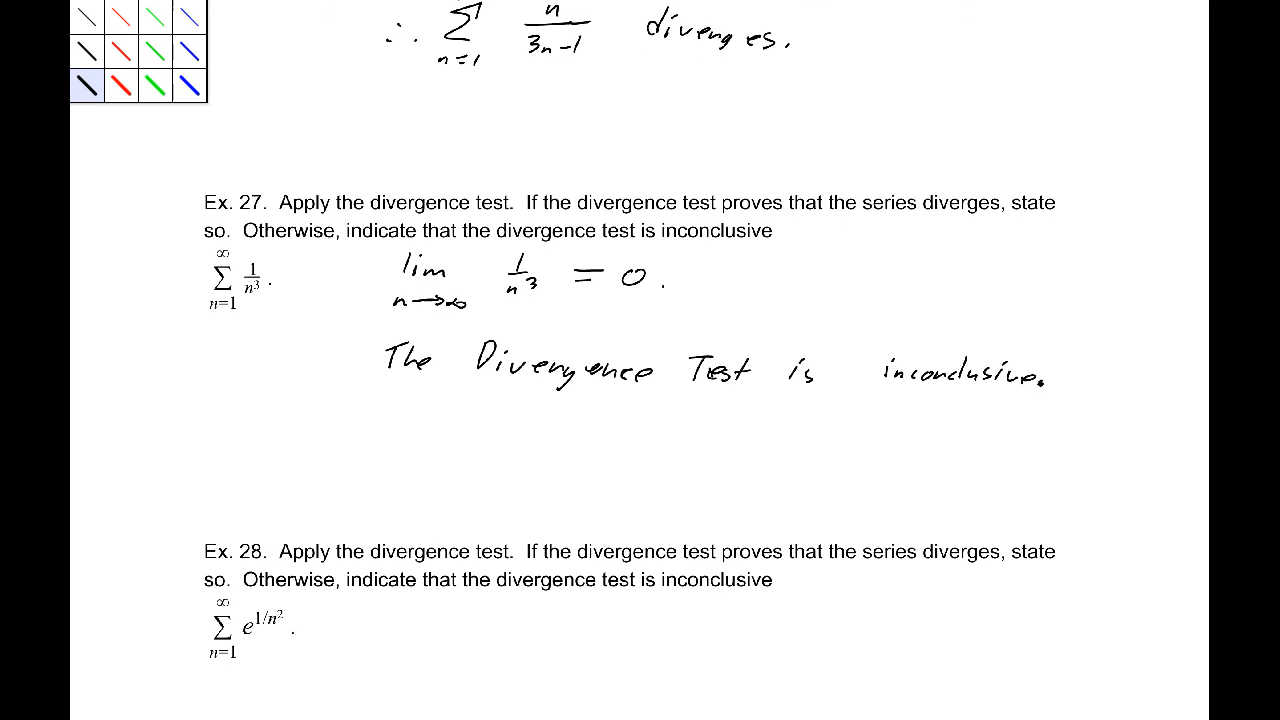 ∴ ∑ n=1 n/(3n-1) diverges.
Ex. 27. Apply the divergence test. If the divergence test proves that the series diverges, state
so. Otherwise, indicate that the divergence test is inconclusive
∞ ∑ n=1 1/n³ . lim n→∞ 1/n³ = 0.
The Divergence Test is inconclusive.
Ex. 28. Apply the divergence test. If the divergence test proves that the series diverges, state
so. Otherwise, indicate that the divergence test is inconclusive
∞ ∑ n=1 e^(1/n²) .